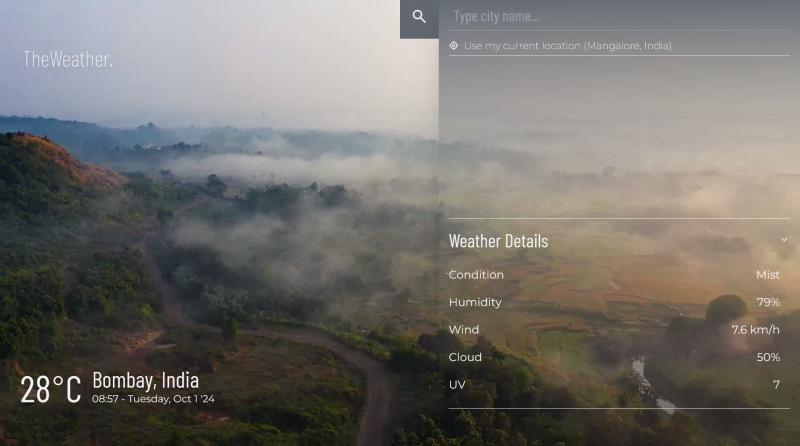 TheWeather.
Type city name...
Use my current location (Mangalore, India)
Weather Details
Condition Mist
Humidity 79%
Wind 7.6 km/h
Cloud 50%
UV 7
28°C
Bombay, India
08:57 - Tuesday, Oct 1 '24